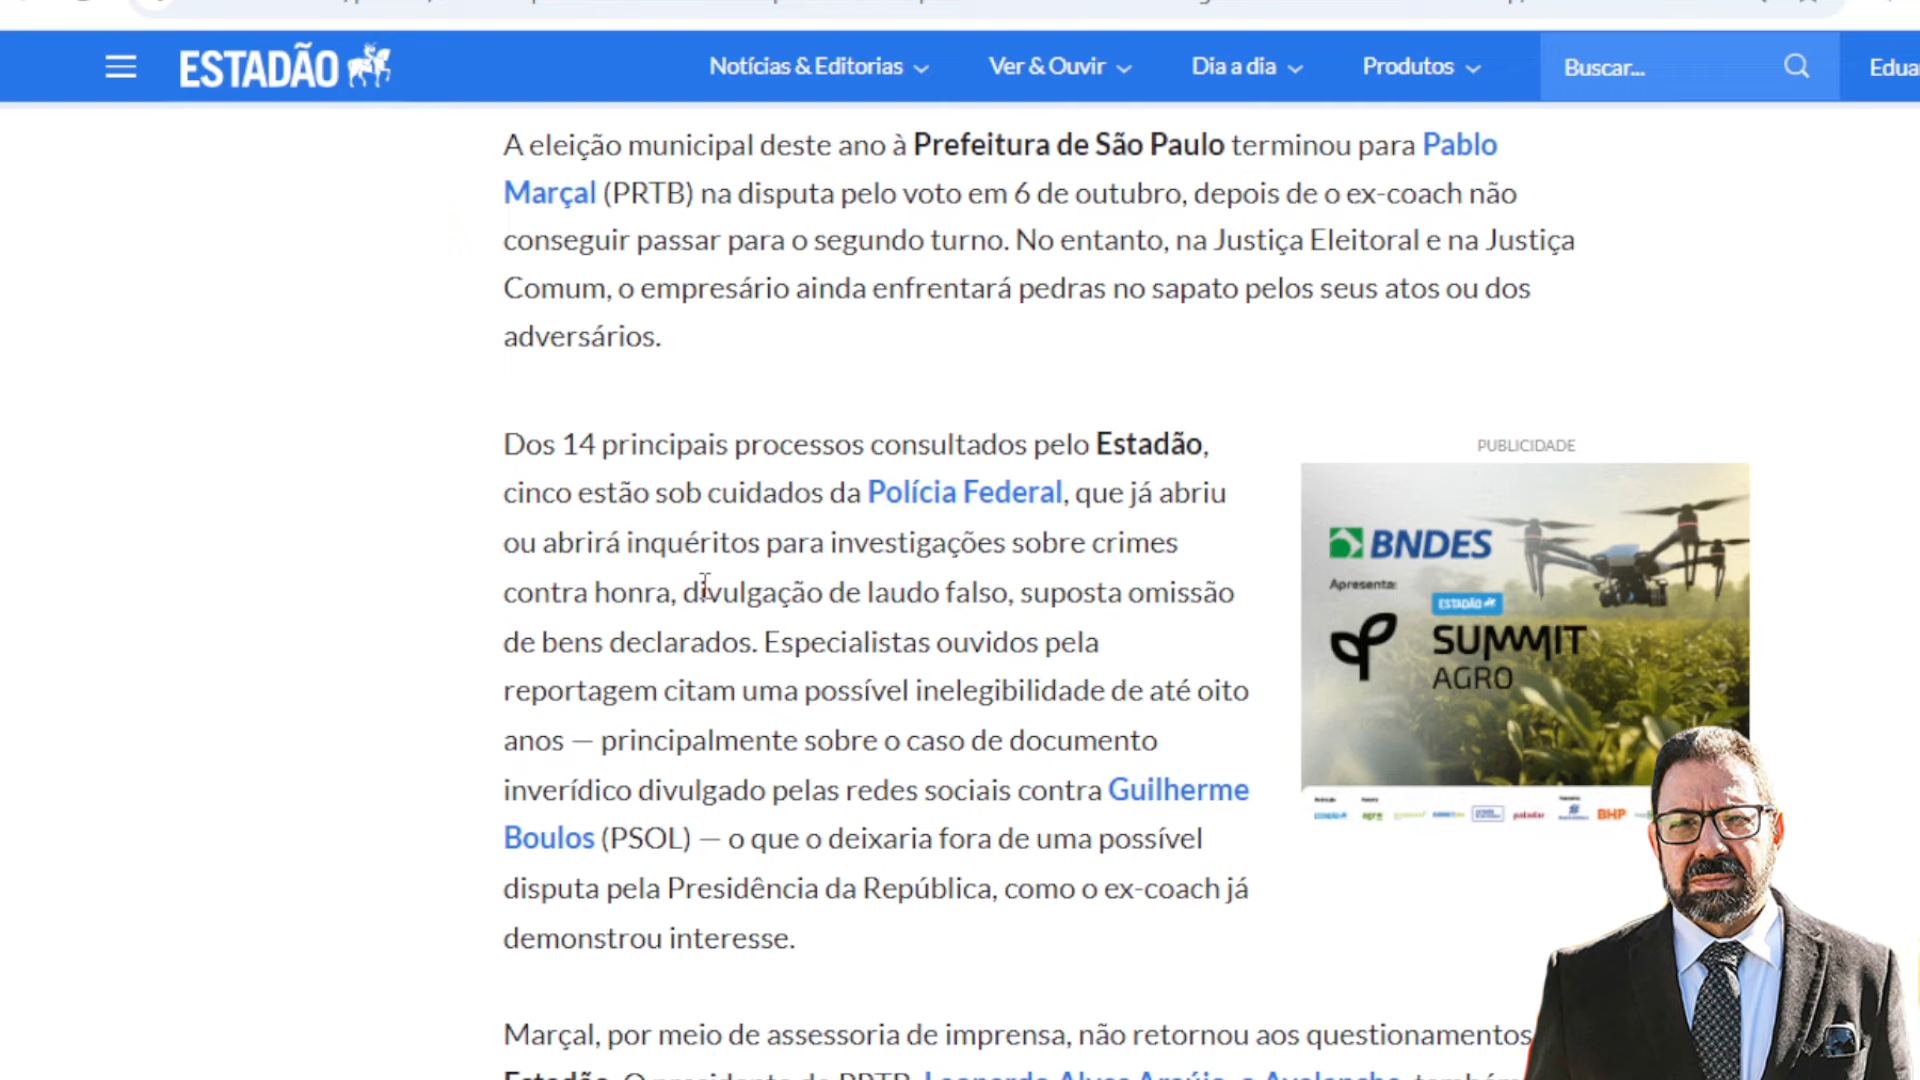 ESTADÃO
Notícias & Editorias
Ver & Ouvir
Dia a dia
Produtos
Buscar...
Edua
A eleição municipal deste ano à Prefeitura de São Paulo terminou para Pablo
Marçal (PRTB) na disputa pelo voto em 6 de outubro, depois de o ex-coach não
conseguir passar para o segundo turno. No entanto, na Justiça Eleitoral e na Justiça
Comum, o empresário ainda enfrentará pedras no sapato pelos seus atos ou dos
adversários.
Dos 14 principais processos consultados pelo Estadão,
cinco estão sob cuidados da Polícia Federal, que já abriu
ou abrirá inquéritos para investigações sobre crimes
contra honra, divulgação de laudo falso, suposta omissão
de bens declarados. Especialistas ouvidos pela
reportagem citam uma possível inelegibilidade de até oito
anos — principalmente sobre o caso de documento
inverídico divulgado pelas redes sociais contra Guilherme
Boulos (PSOL) — o que o deixaria fora de uma possível
disputa pela Presidência da República, como o ex-coach já
demonstrou interesse.
PUBLICIDADE
BNDES
Apresenta:
ESTADÃO
SUMMIT
AGRO
BHP
Marçal, por meio de assessoria de imprensa, não retornou aos questionamentos
Estadão. O presidente do PRTB, Leonardo Alves Araújo, o Avalanche, também